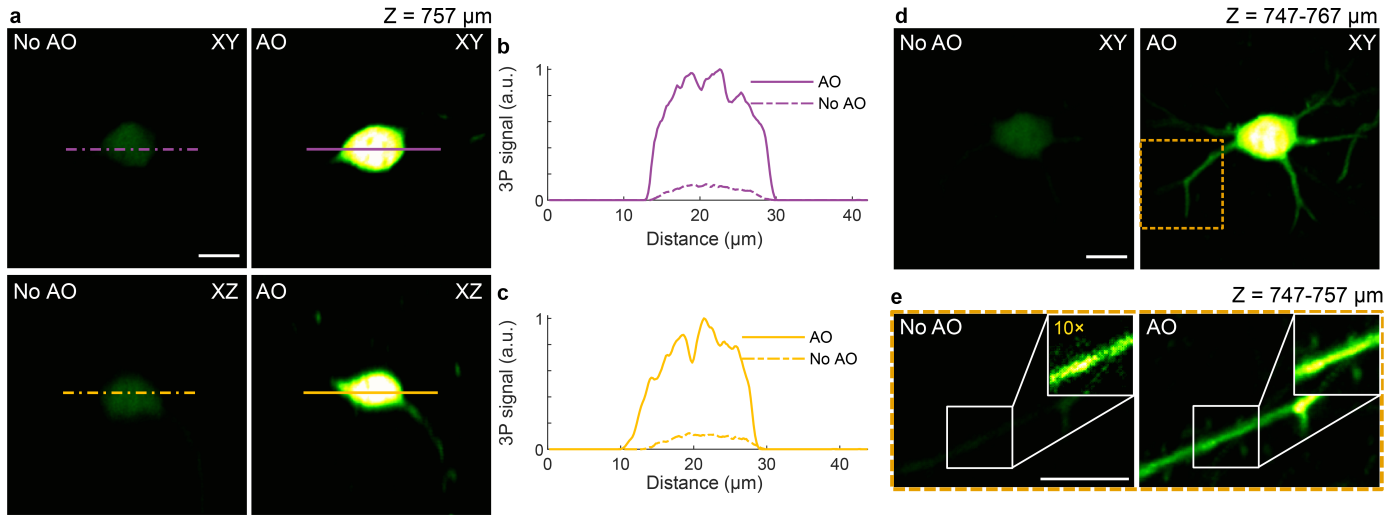 a
Z = 757 µm
No AO
XY
AO
XY
No AO
XZ
AO
XZ
b
3P signal (a.u.)
1
0
0
10
20
30
40
Distance (µm)
AO
No AO
c
3P signal (a.u.)
1
0
0
10
20
30
40
Distance (µm)
AO
No AO
d
Z = 747-767 µm
No AO
XY
AO
XY
e
Z = 747-757 µm
No AO
10×
AO